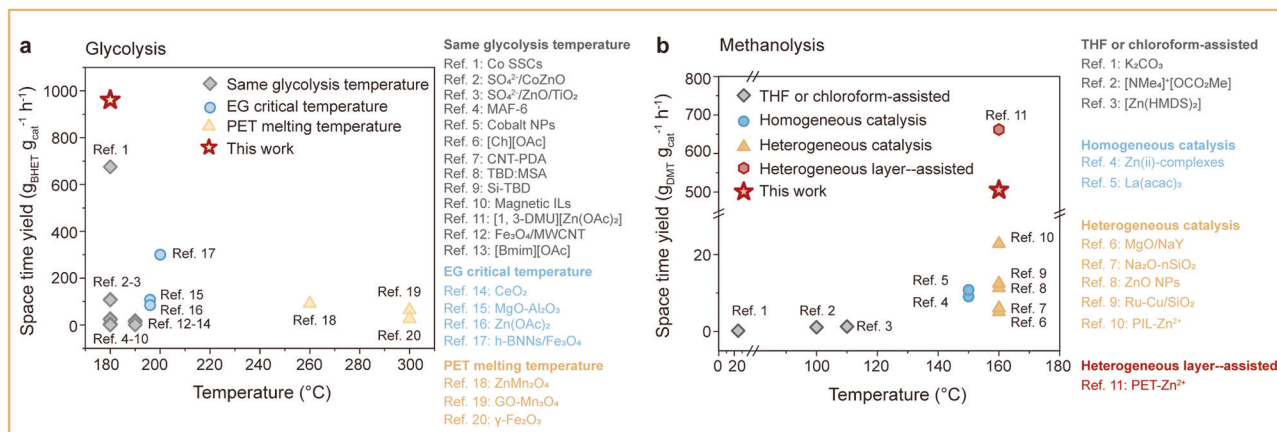 a
Glycolysis
Space time yield (g_BHET g_cat⁻¹ h⁻¹)
1000
800
600
400
200
100
0
Same glycolysis temperature
EG critical temperature
PET melting temperature
This work
Ref. 1
Ref. 17
Ref. 2-3
Ref. 15
Ref. 16
Ref. 12-14
Ref. 4-10
Ref. 18
Ref. 19
Ref. 20
180 200 220 240 260 280 300
Temperature (°C)
Same glycolysis temperature
Ref. 1: Co SSCs
Ref. 2: SO₄²⁻/CoZnO
Ref. 3: SO₄²⁻/ZnO/TiO₂
Ref. 4: MAF-6
Ref. 5: Cobalt NPs
Ref. 6: [Ch][OAc]
Ref. 7: CNT-PDA
Ref. 8: TBD:MSA
Ref. 9: Si-TBD
Ref. 10: Magnetic ILs
Ref. 11: [1, 3-DMU][Zn(OAc)₂]
Ref. 12: Fe₃O₄/MWCNT
Ref. 13: [Bmim][OAc]
EG critical temperature
Ref. 14: CeO₂
Ref. 15: MgO-Al₂O₃
Ref. 16: Zn(OAc)₂
Ref. 17: h-BNNs/Fe₃O₄
PET melting temperature
Ref. 18: ZnMn₂O₄
Ref. 19: GO-Mn₃O₄
Ref. 20: γ-Fe₂O₃
b
Methanolysis
Space time yield (g_DMT g_cat⁻¹ h⁻¹)
800
700
600
500
20
0
THF or chloroform-assisted
Homogeneous catalysis
Heterogeneous catalysis
Heterogeneous layer--assisted
This work
Ref. 11
Ref. 10
Ref. 9
Ref. 8
Ref. 7
Ref. 6
Ref. 5
Ref. 4
Ref. 1
Ref. 2
Ref. 3
0 20 80 100 120 140 160 180
Temperature (°C)
THF or chloroform-assisted
Ref. 1: K₂CO₃
Ref. 2: [NMe₄]⁺[OCO₂Me]
Ref. 3: [Zn(HMDS)₂]
Homogeneous catalysis
Ref. 4: Zn(ii)-complexes
Ref. 5: La(acac)₃
Heterogeneous catalysis
Ref. 6: MgO/NaY
Ref. 7: Na₂O-nSiO₂
Ref. 8: ZnO NPs
Ref. 9: Ru-Cu/SiO₂
Ref. 10: PIL-Zn²⁺
Heterogeneous layer--assisted
Ref. 11: PET-Zn²⁺